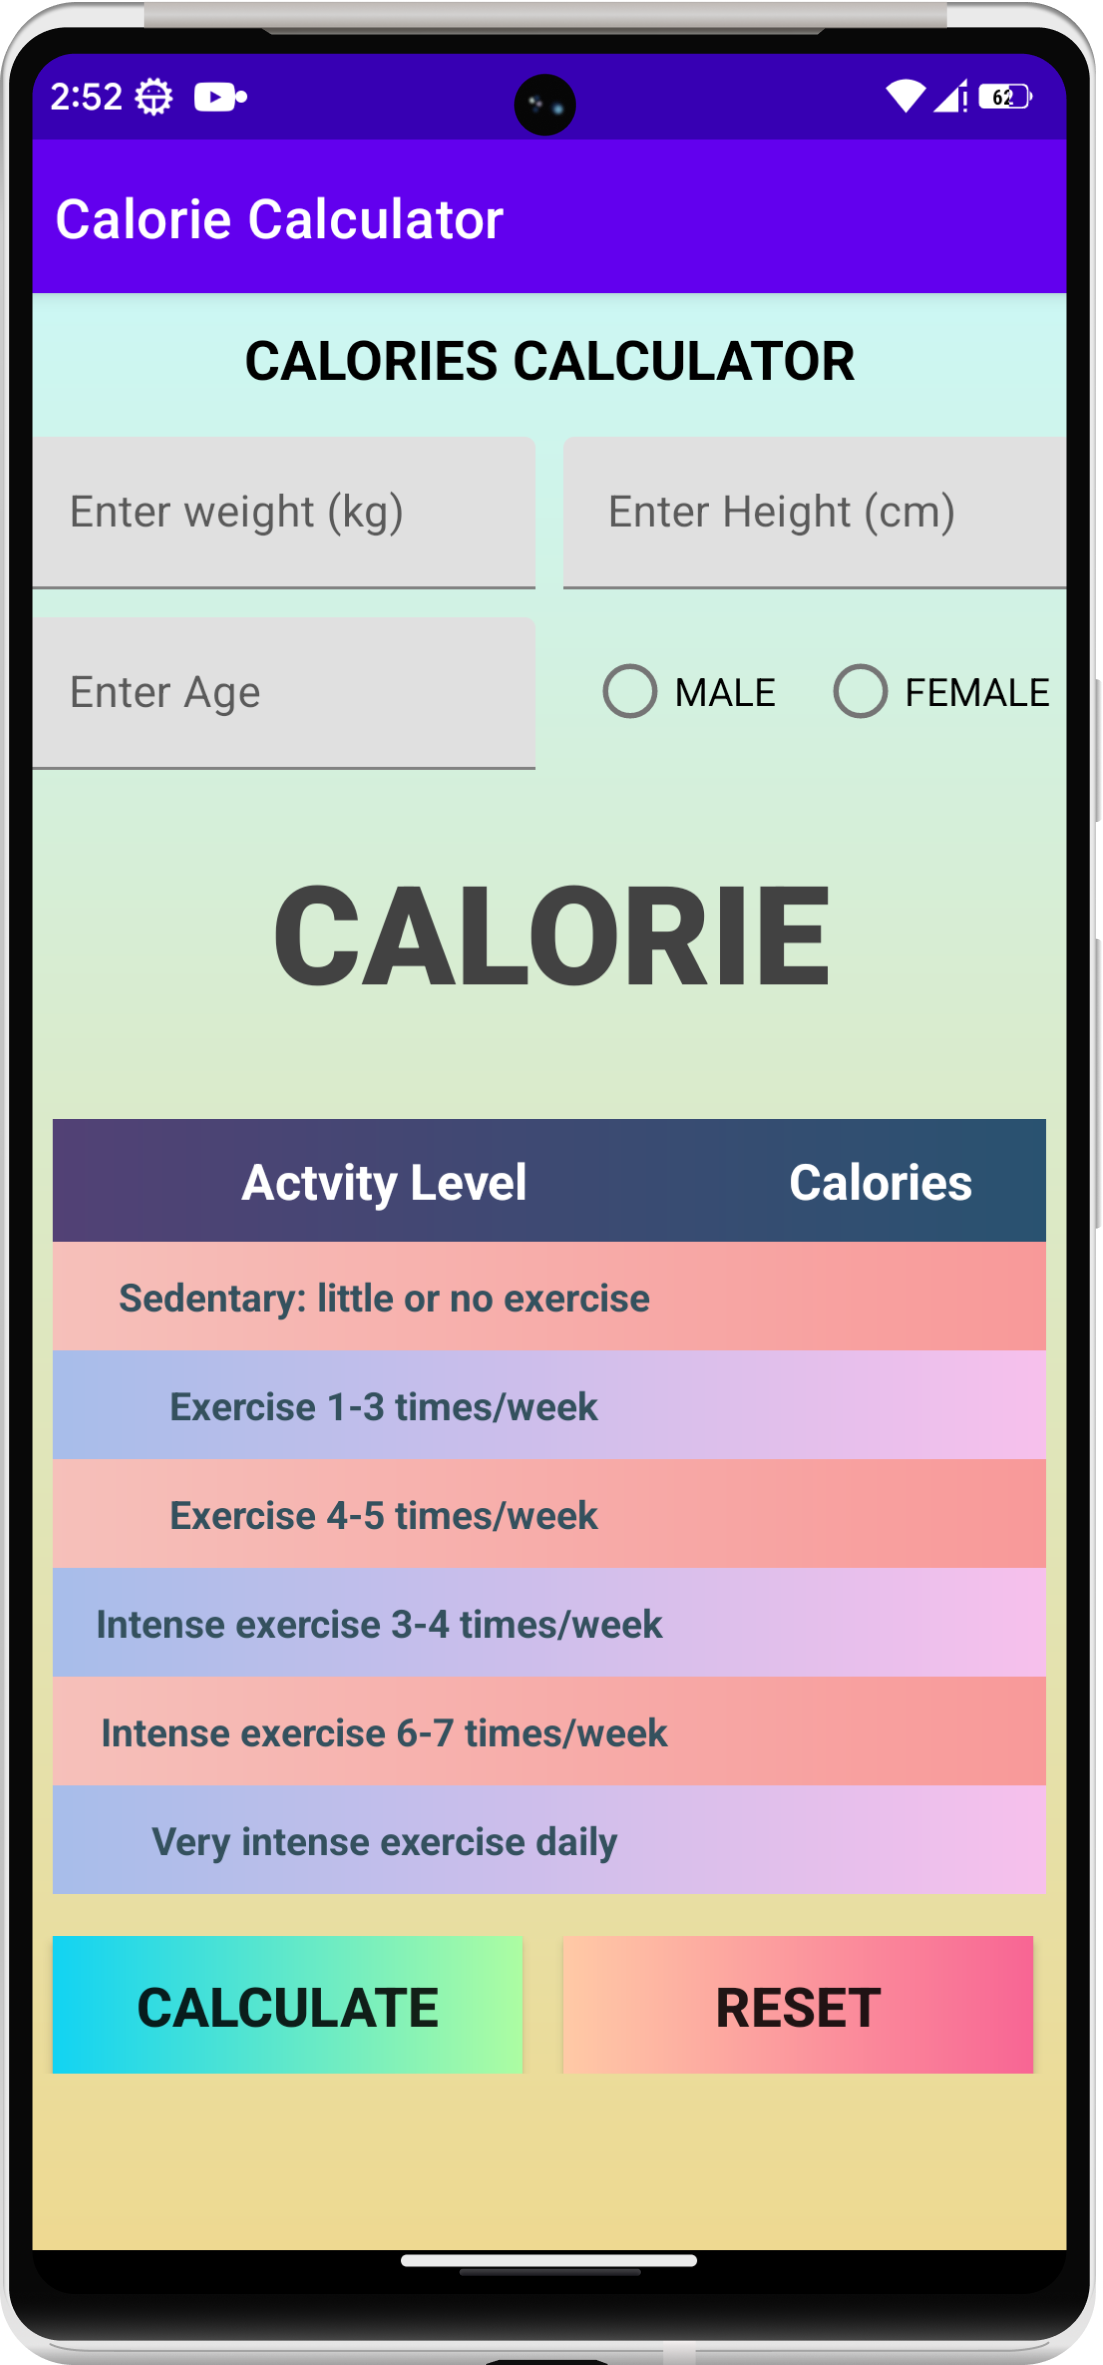 2:52
62
Calorie Calculator
CALORIES CALCULATOR
Enter weight (kg) Enter Height (cm)
Enter Age MALE FEMALE
CALORIE
Actvity Level Calories
Sedentary: little or no exercise
Exercise 1-3 times/week
Exercise 4-5 times/week
Intense exercise 3-4 times/week
Intense exercise 6-7 times/week
Very intense exercise daily
CALCULATE RESET